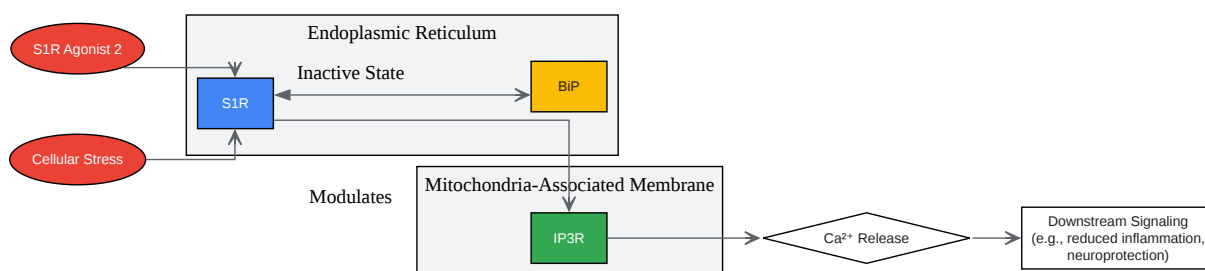 Endoplasmic Reticulum
S1R Agonist 2
Inactive State
S1R
BiP
Cellular Stress
Modulates
Mitochondria-Associated Membrane
IP3R
Ca²⁺ Release
Downstream Signaling
(e.g., reduced inflammation,
neuroprotection)